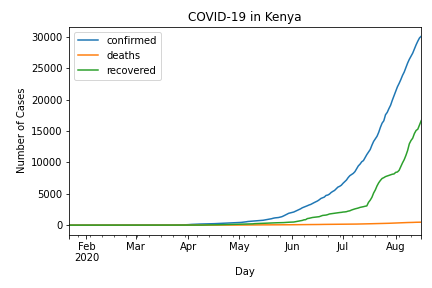 COVID-19 in Kenya
confirmed
deaths
recovered
Number of Cases
30000
25000
20000
15000
10000
5000
0
Feb Mar Apr May Jun Jul Aug
2020
Day